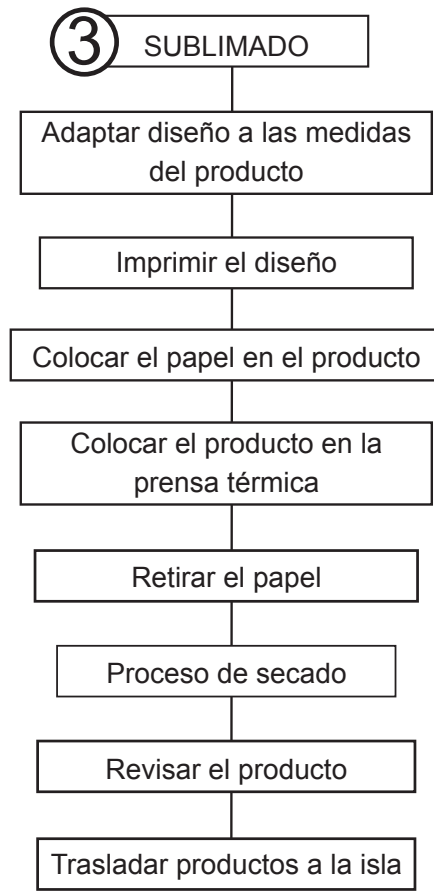 3 SUBLIMADO
Adaptar diseño a las medidas
del producto
Imprimir el diseño
Colocar el papel en el producto
Colocar el producto en la
prensa térmica
Retirar el papel
Proceso de secado
Revisar el producto
Trasladar productos a la isla